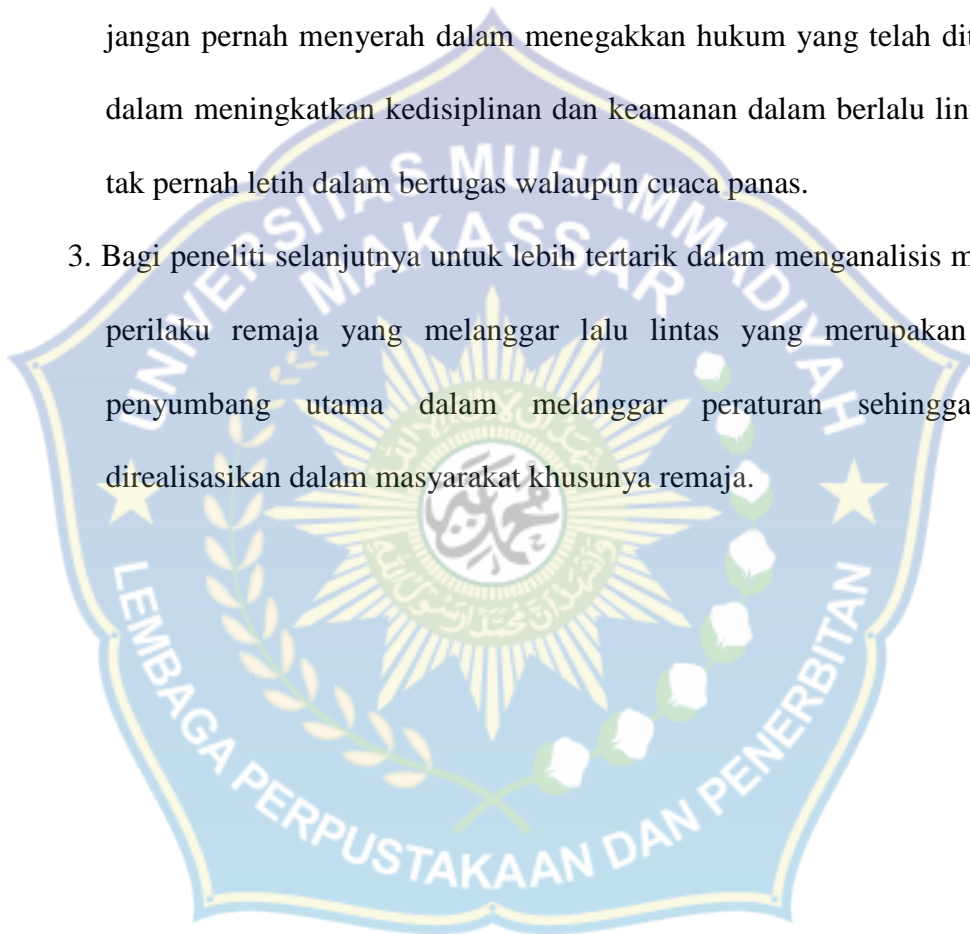 jangan pernah menyerah dalam menegakkan hukum yang telah dit
dalam meningkatkan kedisiplinan dan keamanan dalam berlalu lin
tak pernah letih dalam bertugas walaupun cuaca panas.
3. Bagi peneliti selanjutnya untuk lebih tertarik dalam menganalisis m
perilaku remaja yang melanggar lalu lintas yang merupakan
penyumbang utama dalam melanggar peraturan sehingga
direalisasikan dalam masyarakat khusunya remaja.
UNIVERSITAS MUHAMMADIYAH
MAKASSAR
LEMBAGA PERPUSTAKAAN DAN PENERBITAN